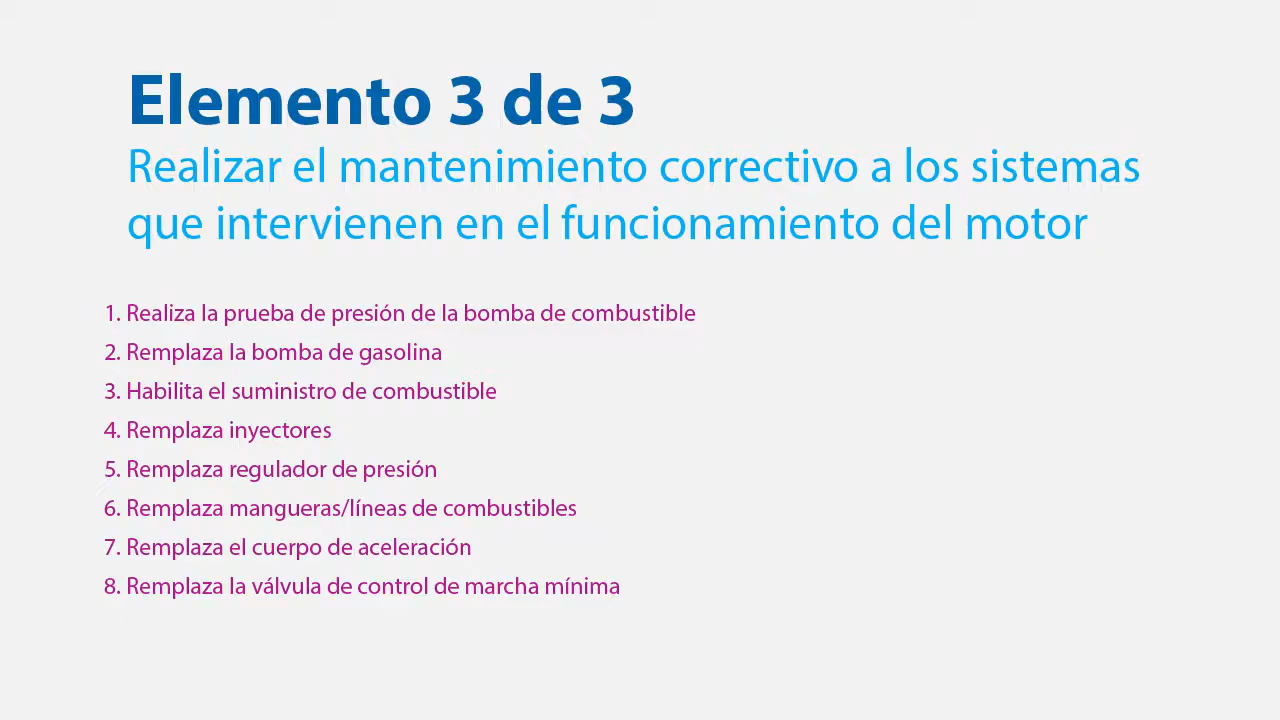 Elemento 3 de 3
Realizar el mantenimiento correctivo a los sistemas
que intervienen en el funcionamiento del motor
1. Realiza la prueba de presión de la bomba de combustible
2. Remplaza la bomba de gasolina
3. Habilita el suministro de combustible
4. Remplaza inyectores
5. Remplaza regulador de presión
6. Remplaza mangueras/líneas de combustibles
7. Remplaza el cuerpo de aceleración
8. Remplaza la válvula de control de marcha mínima